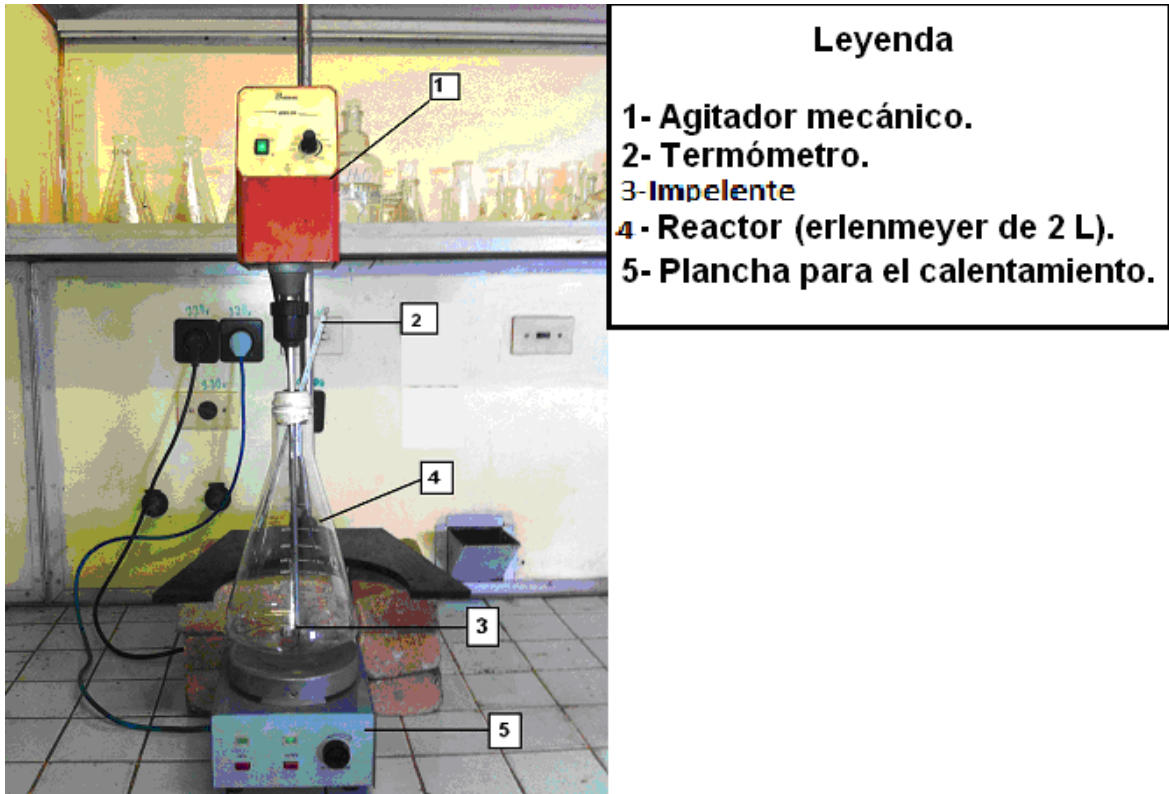 Leyenda
1- Agitador mecánico.
2- Termómetro.
3-Impelente
4 - Reactor (erlenmeyer de 2 L).
5- Plancha para el calentamiento.
1
2
4
3
5